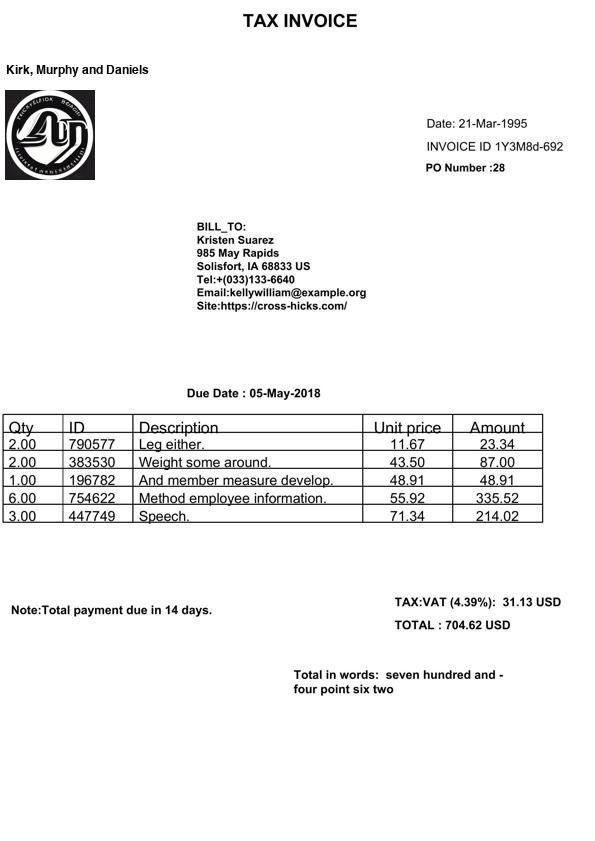 TAX INVOICE
Kirk, Murphy and Daniels
Date: 21-Mar-1995
INVOICE ID 1Y3M8d-692
PO Number :28
BILL_TO:
Kristen Suarez
985 May Rapids
Solisfort, IA 68833 US
Tel:+(033)133-6640
Email:kellywilliam@example.org
Site:https://cross-hicks.com/
Due Date : 05-May-2018
Qty ID Description Unit price Amount
2.00 790577 Leg either. 11.67 23.34
2.00 383530 Weight some around. 43.50 87.00
1.00 196782 And member measure develop. 48.91 48.91
6.00 754622 Method employee information. 55.92 335.52
3.00 447749 Speech. 71.34 214.02
Note:Total payment due in 14 days.
TAX:VAT (4.39%): 31.13 USD
TOTAL : 704.62 USD
Total in words: seven hundred and -
four point six two